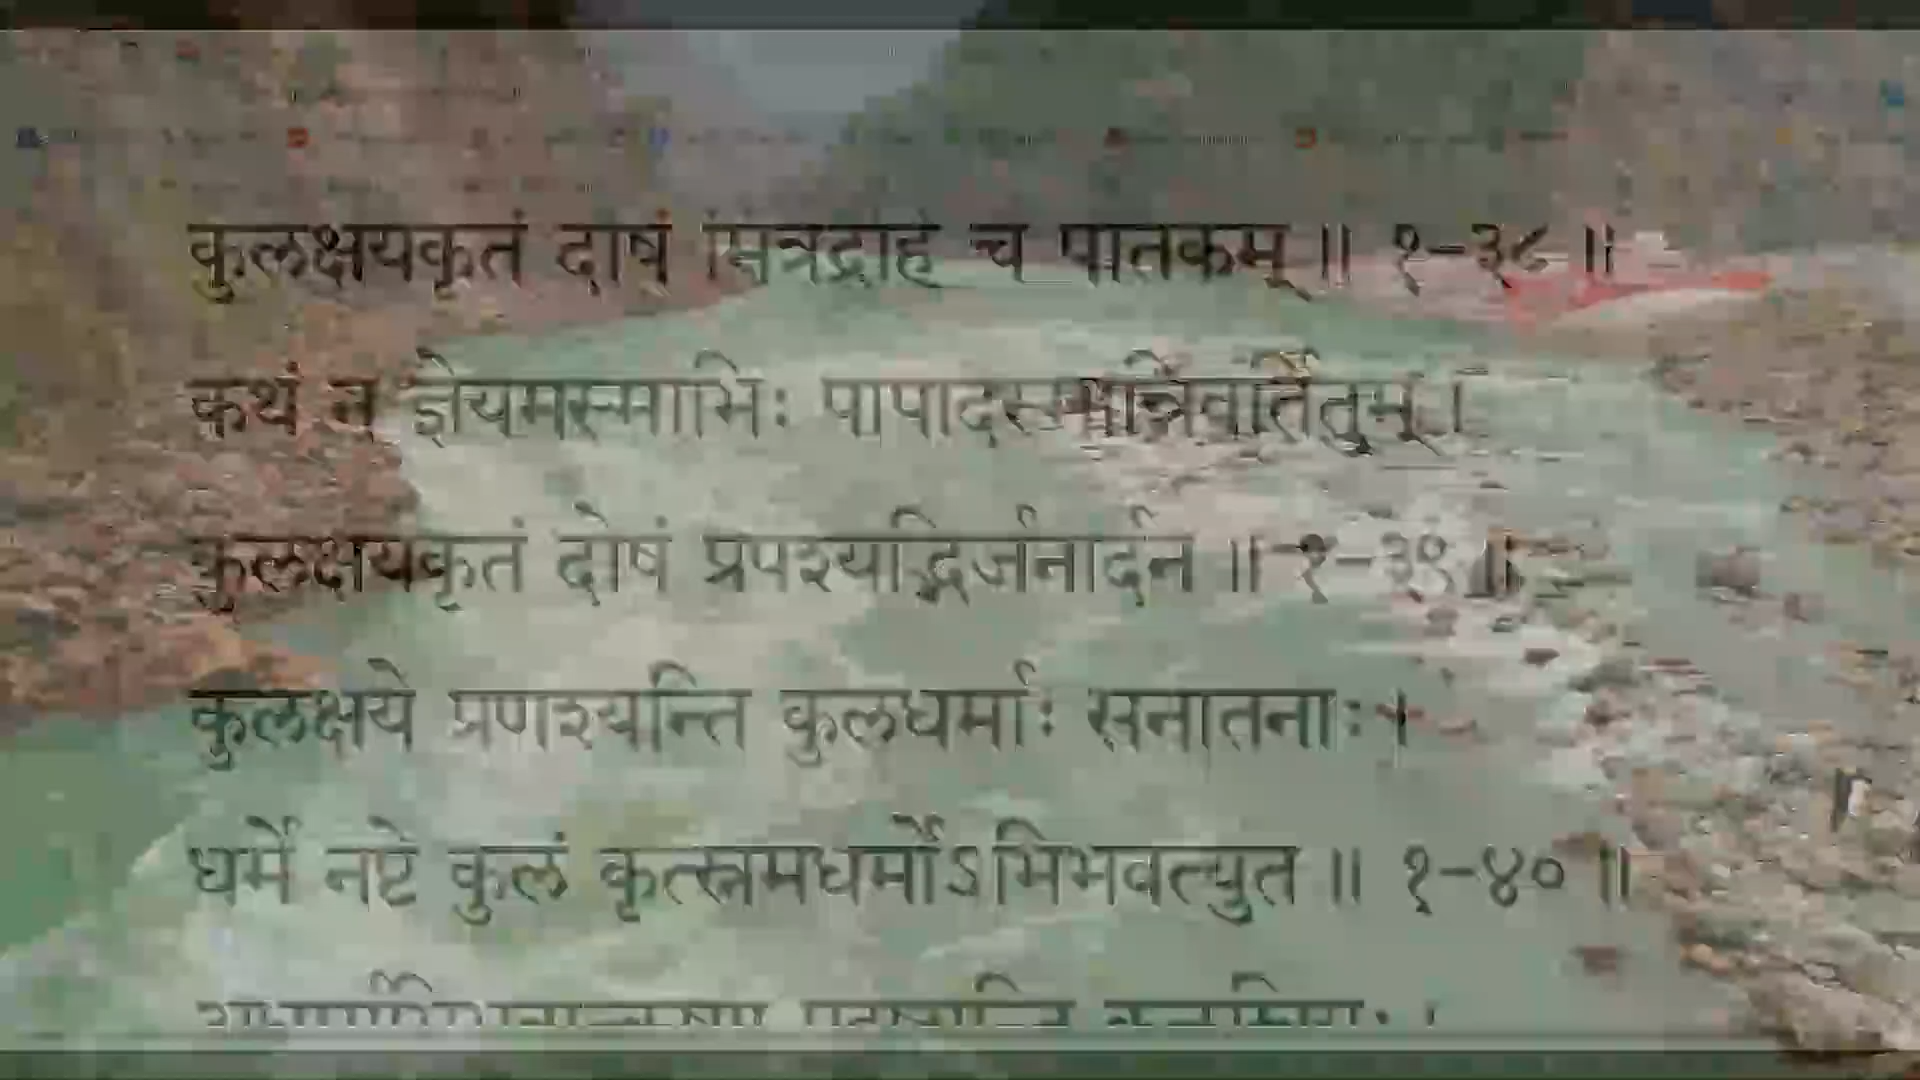 कुलक्षयकृतं दोषं मित्रद्रोहे च पातकम् ॥ १-३८ ॥
कथं न ज्ञेयमस्माभिः पापादस्मान्निवर्तितुम् ।
कुलक्षयकृतं दोषं प्रपश्यद्भिर्जनार्दन ॥ १-३९ ॥
कुलक्षये प्रणश्यन्ति कुलधर्माः सनातनाः ।
धर्मे नष्टे कुलं कृत्स्नमधर्मोऽभिभवत्युत ॥ १-४० ॥